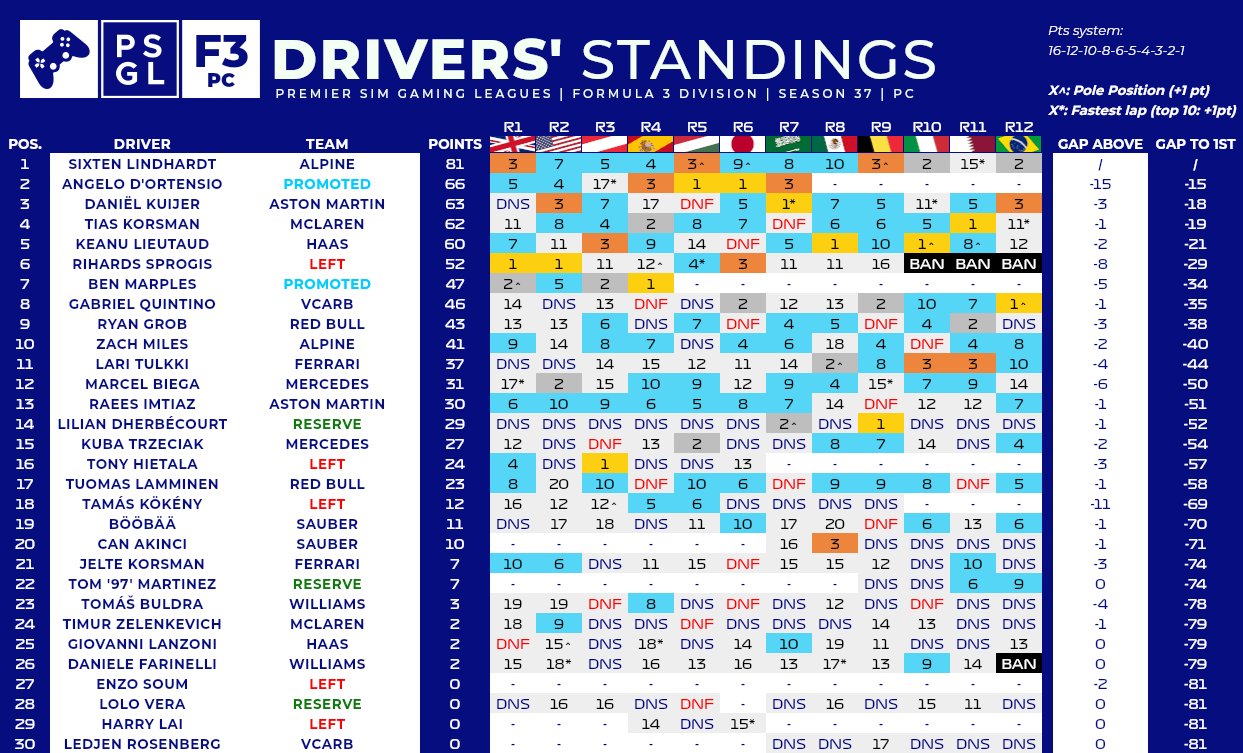 PS
GL
F3
PC
DRIVERS' STANDINGS
PREMIER SIM GAMING LEAGUES | FORMULA 3 DIVISION | SEASON 37 | PC
Pts system:
16-12-10-8-6-5-4-3-2-1
X^: Pole Position (+1 pt)
X*: Fastest lap (top 10: +1pt)
R1 R2 R3 R4 R5 R6 R7 R8 R9 R10 R11 R12
POS. DRIVER TEAM POINTS GAP ABOVE GAP TO 1ST
1 SIXTEN LINDHARDT ALPINE 81 3 7 5 4 3^ 9^ 8 10 3^ 2 15* 2 / /
2 ANGELO D'ORTENSIO PROMOTED 66 5 4 17* 3 1 1 3 - - - - - -15 -15
3 DANIËL KUIJER ASTON MARTIN 63 DNS 3 7 17 DNF 5 1* 7 5 11* 5 3 -3 -18
4 TIAS KORSMAN MCLAREN 62 11 8 4 2 8 7 DNF 6 6 5 1 11* -1 -19
5 KEANU LIEUTAUD HAAS 60 7 11 3 9 14 DNF 5 1 10 1^ 8^ 12 -2 -21
6 RIHARDS SPROGIS LEFT 52 1 1 11 12^ 4* 3 11 11 16 BAN BAN BAN -8 -29
7 BEN MARPLES PROMOTED 47 2^ 5 2 1 - - - - - - - - -5 -34
8 GABRIEL QUINTINO VCARB 46 14 DNS 13 DNF DNS 2 12 13 2 10 7 1^ -1 -35
9 RYAN GROB RED BULL 43 13 13 6 DNS 7 DNF 4 5 DNF 4 2 DNS -3 -38
10 ZACH MILES ALPINE 41 9 14 8 7 DNS 4 6 18 4 DNF 4 8 -2 -40
11 LARI TULKKI FERRARI 37 DNS DNS 14 15 12 11 14 2^ 8 3 3 10 -4 -44
12 MARCEL BIEGA MERCEDES 31 17* 2 15 10 9 12 9 4 15* 7 9 14 -6 -50
13 RAEES IMTIAZ ASTON MARTIN 30 6 10 9 6 5 8 7 14 DNF 12 12 7 -1 -51
14 LILIAN DHERBÉCOURT RESERVE 29 DNS DNS DNS DNS DNS DNS 2^ DNS 1 DNS DNS DNS -1 -52
15 KUBA TRZECIAK MERCEDES 27 12 DNS DNF 13 2 DNS DNS 8 7 14 DNS 4 -2 -54
16 TONY HIETALA LEFT 24 4 DNS 1 DNS DNS 13 - - - - - - -3 -57
17 TUOMAS LAMMINEN RED BULL 23 8 20 10 DNF 10 6 DNF 9 9 8 DNF 5 -1 -58
18 TAMÁS KÖKÉNY LEFT 12 16 12 12^ 5 6 DNS DNS DNS DNS - - - -11 -69
19 BÖÖBÄÄ SAUBER 11 DNS 17 18 DNS 11 10 17 20 DNF 6 13 6 -1 -70
20 CAN AKINCI SAUBER 10 - - - - - - 16 3 DNS DNS DNS DNS -1 -71
21 JELTE KORSMAN FERRARI 7 10 6 DNS 11 15 DNF 15 15 12 DNS 10 DNS -3 -74
22 TOM '97' MARTINEZ RESERVE 7 - - - - - - - - DNS DNS 6 9 0 -74
23 TOMÁŠ BULDRA WILLIAMS 3 19 19 DNF 8 DNS DNF DNS 12 DNS DNF DNS DNS -4 -78
24 TIMUR ZELENKEVICH MCLAREN 2 18 9 DNS DNS DNF DNS DNS DNS 14 13 DNS DNS -1 -79
25 GIOVANNI LANZONI HAAS 2 DNF 15^ DNS 18* DNS 14 10 19 11 DNS DNS 13 0 -79
26 DANIELE FARINELLI WILLIAMS 2 15 18* DNS 16 13 16 13 17* 13 9 14 BAN 0 -79
27 ENZO SOUM LEFT 0 - - - - - - - - - - - - -2 -81
28 LOLO VERA RESERVE 0 DNS 16 16 DNS DNF - DNS 16 DNS 15 11 DNS 0 -81
29 HARRY LAI LEFT 0 - - - 14 DNS 15* - - - - - - 0 -81
30 LEDJEN ROSENBERG VCARB 0 - - - - - - DNS DNS 17 DNS DNS DNS 0 -81